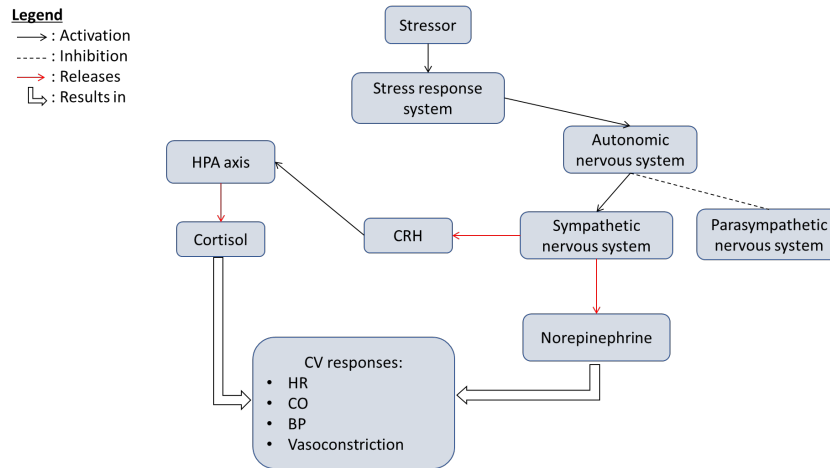 Legend
: Activation
: Inhibition
: Releases
: Results in
Stressor
Stress response
system
Autonomic
nervous system
HPA axis
Cortisol
CRH
Sympathetic
nervous system
Parasympathetic
nervous system
Norepinephrine
CV responses:
• HR
• CO
• BP
• Vasoconstriction